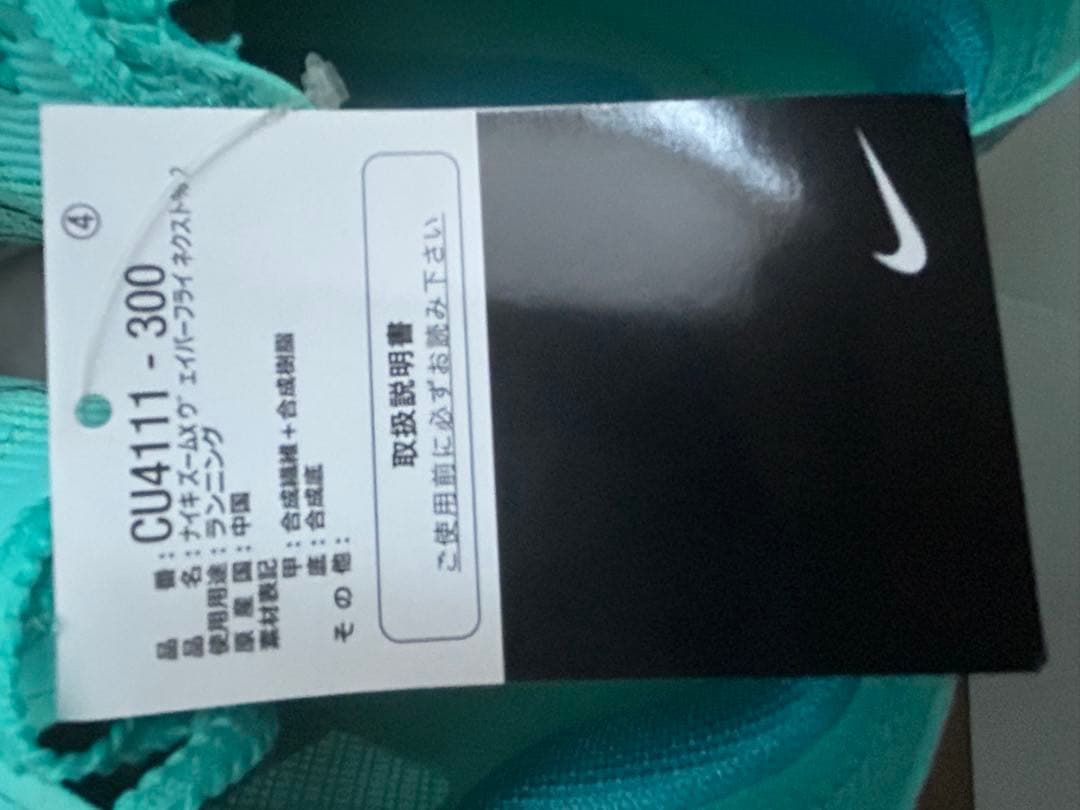 ④
品番：CU4111 - 300
品名：ナイキ ズームX ヴェイパーフライ ネクスト% 2
使用用途：ランニング
原産国：中国
素材表記
甲：合成繊維＋合成樹脂
底：合成底
その他：
取扱説明書
ご使用前に必ずお読み下さい